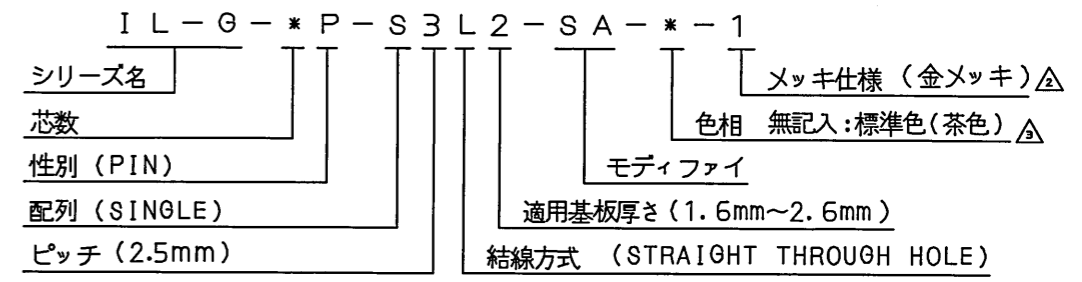 IL-G-*P-S3L2-SA-*-1
シリーズ名
メッキ仕様（金メッキ）2
芯数
色相 無記入:標準色(茶色) 3
性別（PIN）
モディファイ
配列（SINGLE）
適用基板厚さ（1.6mm～2.6mm）
ピッチ（2.5mm）
結線方式 （STRAIGHT THROUGH HOLE）